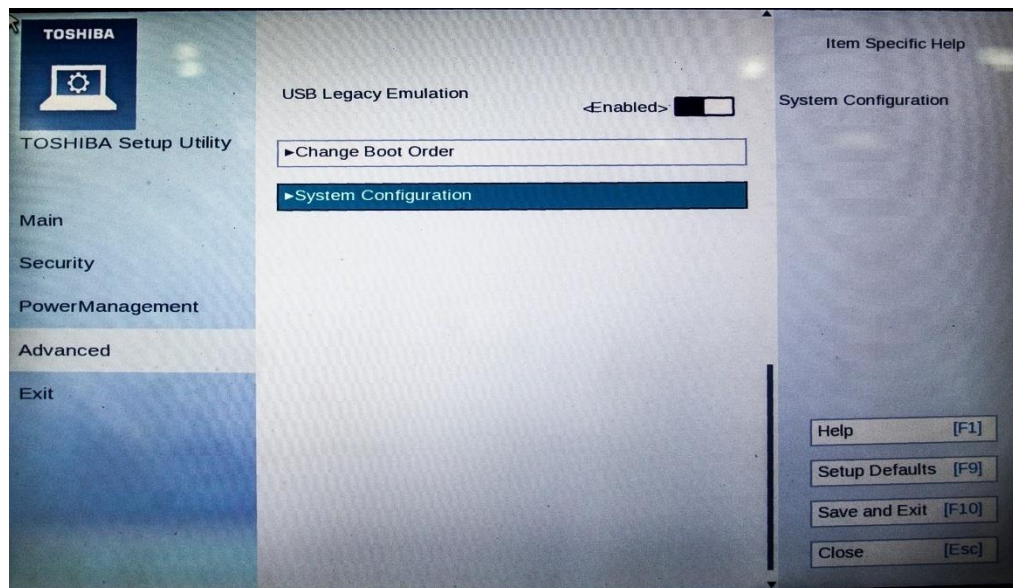 TOSHIBA
TOSHIBA Setup Utility
Main
Security
PowerManagement
Advanced
Exit
USB Legacy Emulation
<Enabled>
►Change Boot Order
►System Configuration
Item Specific Help
System Configuration
Help [F1]
Setup Defaults [F9]
Save and Exit [F10]
Close [Esc]